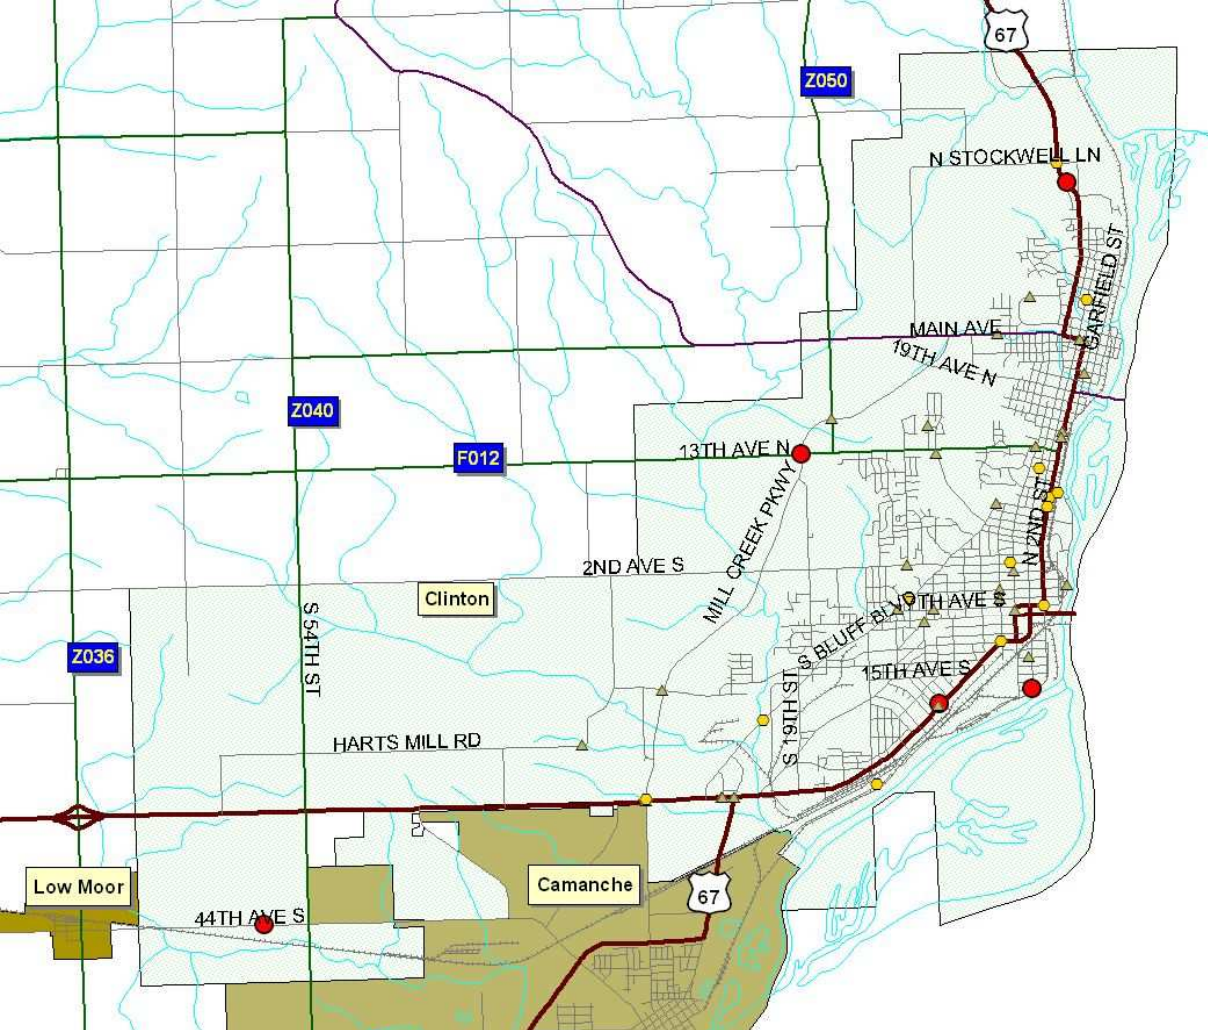 67
Z050
N STOCKWELL LN
GARFIELD ST
MAIN AVE
19TH AVE N
Z040
F012
13TH AVE N
MILL CREEK PKWY
N 2ND ST
2ND AVE S
Clinton
S BLUFF BLVD
7TH AVE S
S 54TH ST
Z036
15TH AVE S
S 19TH ST
HARTS MILL RD
Low Moor
Camanche
67
44TH AVE S